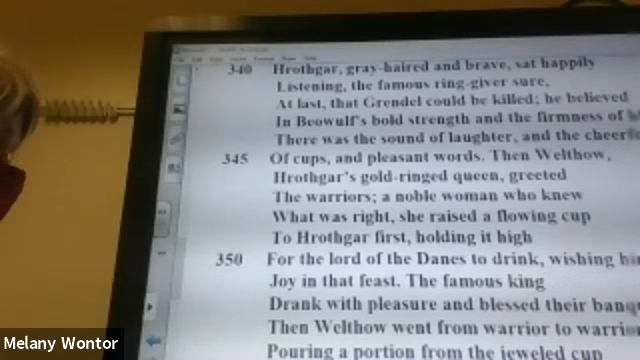 340 Hrothgar, gray-haired and brave, sat happily
Listening, the famous ring-giver sure,
At last, that Grendel could be killed; he believed
In Beowulf's bold strength and the firmness of
There was the sound of laughter, and the
345 Of cups, and pleasant words. Then Welthow,
Hrothgar's gold-ringed queen, greeted
The warriors; a noble woman who knew
What was right, she raised a flowing cup
To Hrothgar first, holding it high
350 For the lord of the Danes to drink, wishing
Joy in that feast. The famous king
Drank with pleasure and blessed their
Then Welthow went from warrior to
Pouring a portion from the jeweled cup
Melany Wontor